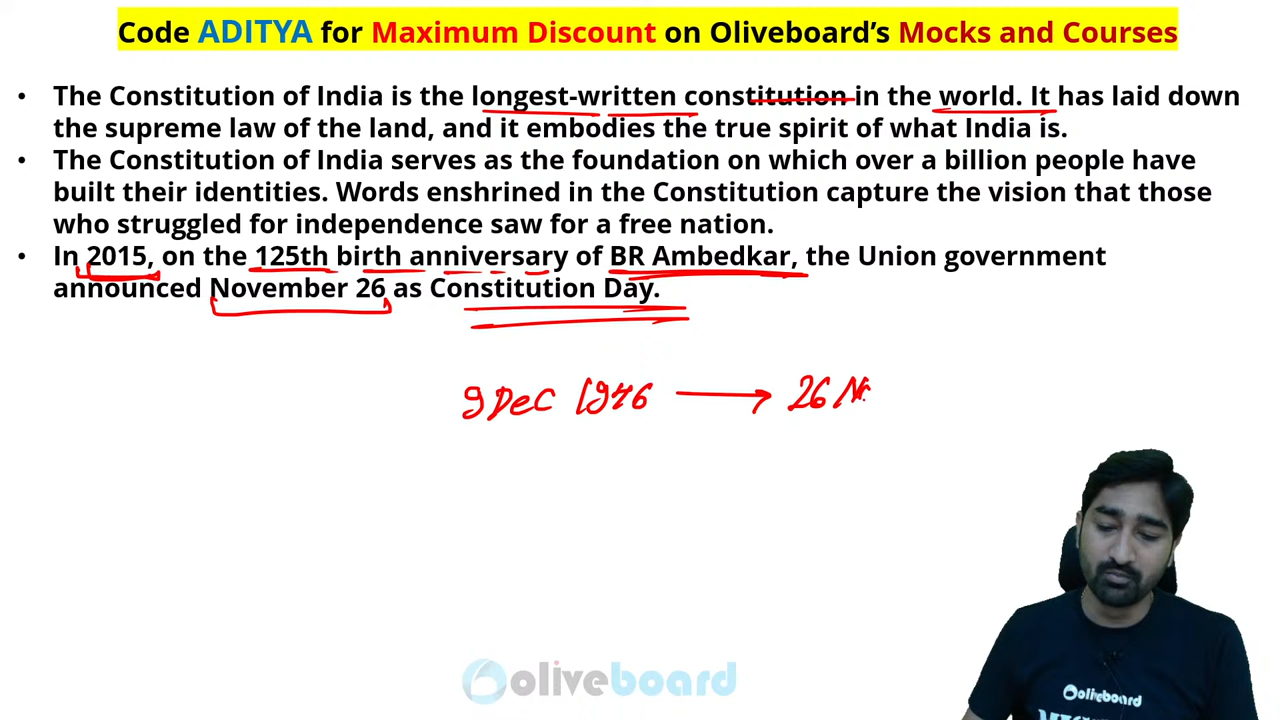 Code ADITYA for Maximum Discount on Oliveboard's Mocks and Courses
• The Constitution of India is the longest-written constitution in the world. It has laid down
the supreme law of the land, and it embodies the true spirit of what India is.
• The Constitution of India serves as the foundation on which over a billion people have
built their identities. Words enshrined in the Constitution capture the vision that those
who struggled for independence saw for a free nation.
• In 2015, on the 125th birth anniversary of BR Ambedkar, the Union government
announced November 26 as Constitution Day.
9 Dec 1946 → 26 No
oliveboard
oliveboard